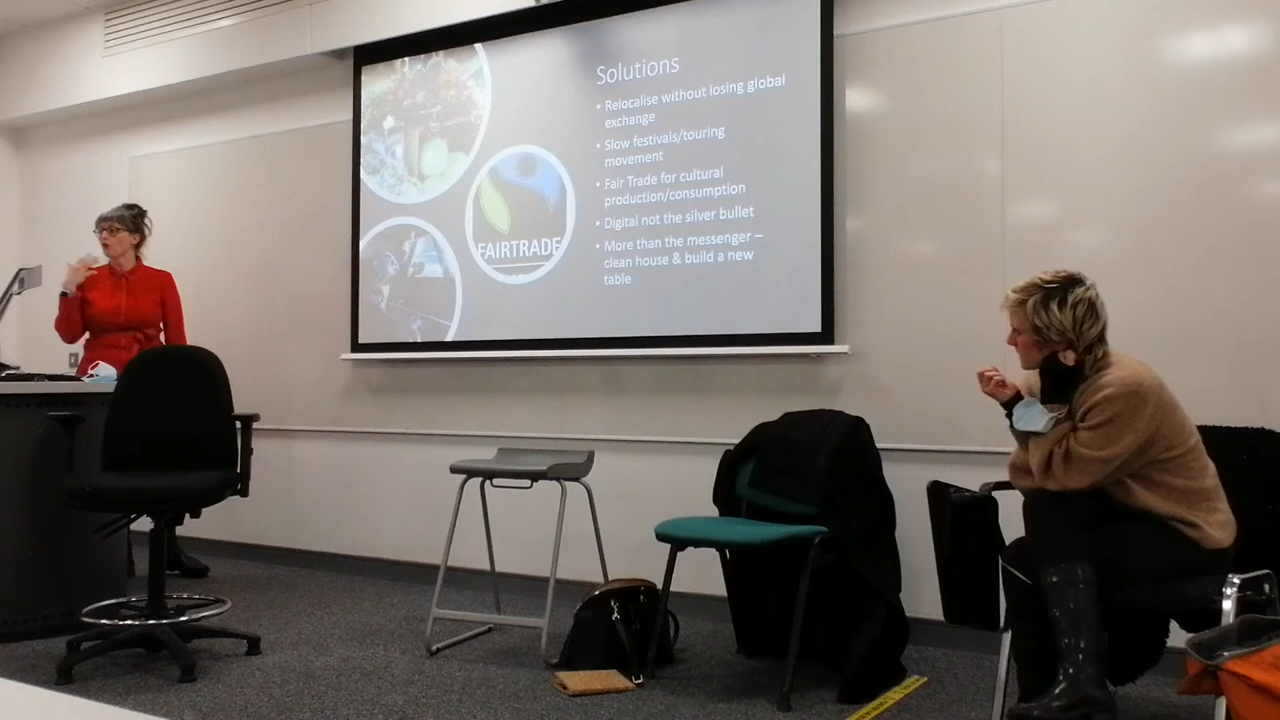 Solutions
• Relocalise without losing global
exchange
• Slow festivals/touring
movement
• Fair Trade for cultural
production/consumption
• Digital not the silver bullet
• More than the messenger –
clean house & build a new
table
FAIRTRADE